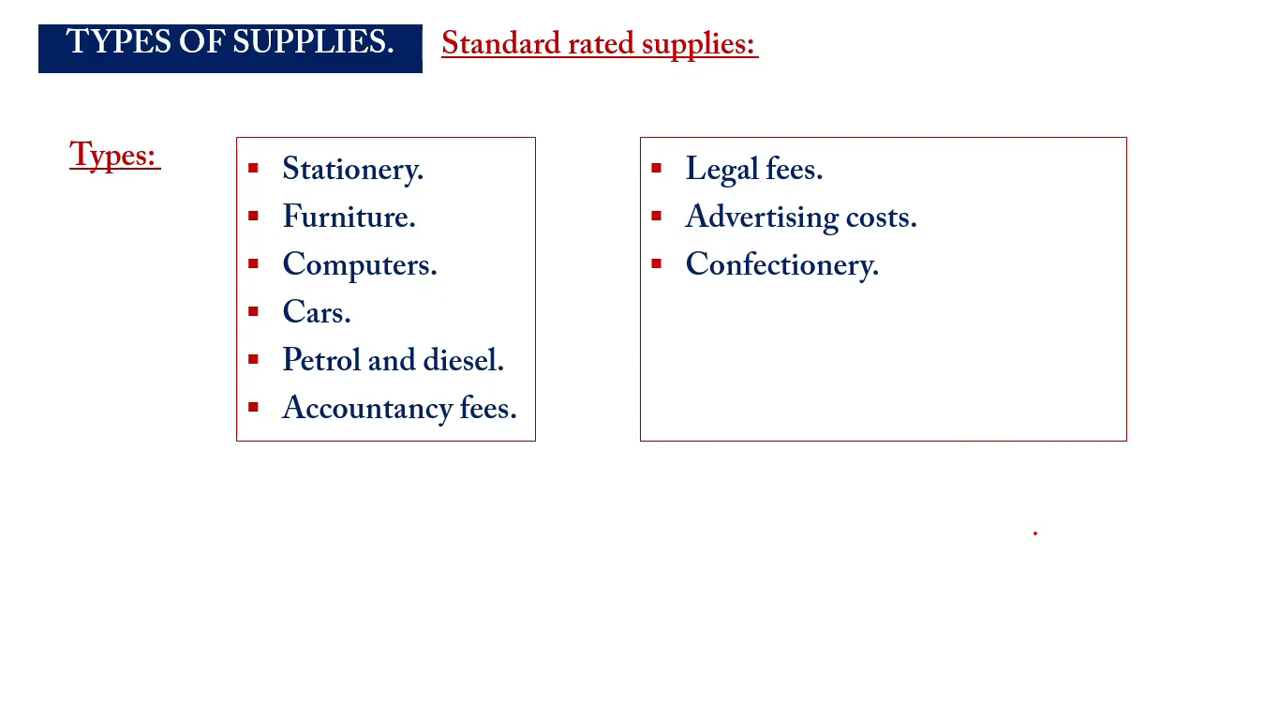 TYPES OF SUPPLIES.
Standard rated supplies:
Types:
▪ Stationery.
▪ Furniture.
▪ Computers.
▪ Cars.
▪ Petrol and diesel.
▪ Accountancy fees.
▪ Legal fees.
▪ Advertising costs.
▪ Confectionery.